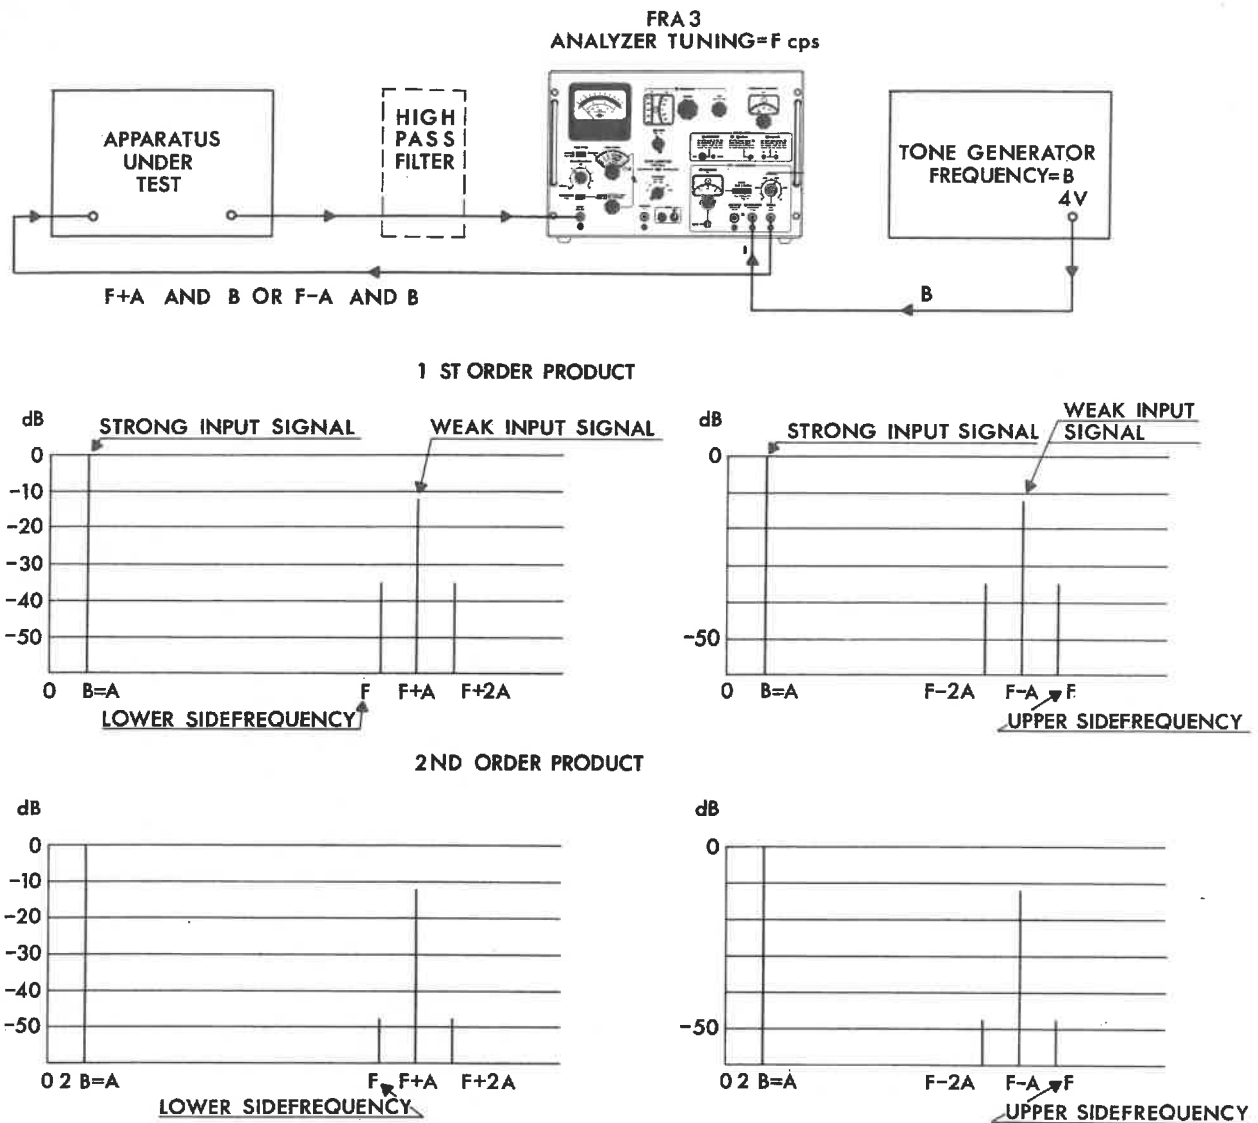 FRA 3
ANALYZER TUNING=F cps
APPARATUS
UNDER
TEST
HIGH
PASS
FILTER
TONE GENERATOR
FREQUENCY=B
4V
F+A AND B OR F-A AND B
B
1 ST ORDER PRODUCT
dB
STRONG INPUT SIGNAL
WEAK INPUT SIGNAL
0
-10
-20
-30
-40
-50
0 B=A F F+A F+2A
LOWER SIDEFREQUENCY
STRONG INPUT SIGNAL
WEAK INPUT
SIGNAL
dB
0
-50
0 B=A F-2A F-A F
UPPER SIDEFREQUENCY
2ND ORDER PRODUCT
dB
0
-10
-20
-30
-40
-50
0 2 B=A F F+A F+2A
LOWER SIDEFREQUENCY
dB
0
-50
0 2 B=A F-2A F-A F
UPPER SIDEFREQUENCY